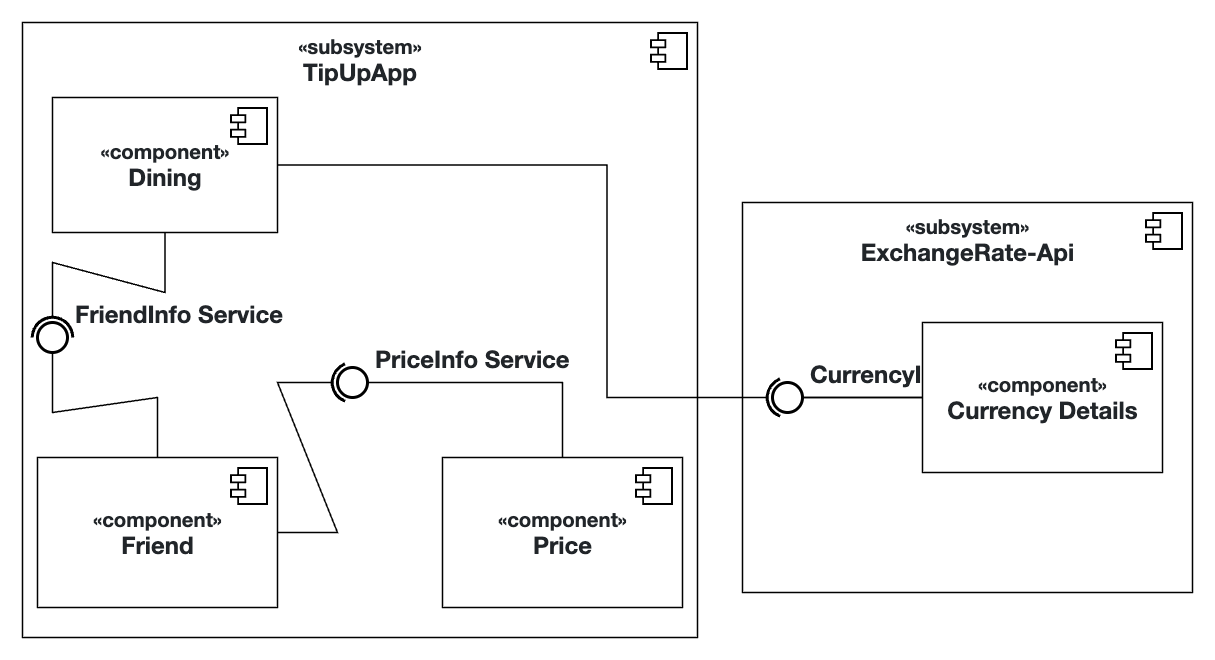 «subsystem»
TipUpApp
«component»
Dining
FriendInfo Service
PriceInfo Service
«component»
Friend
«component»
Price
«subsystem»
ExchangeRate-Api
CurrencyI
«component»
Currency Details